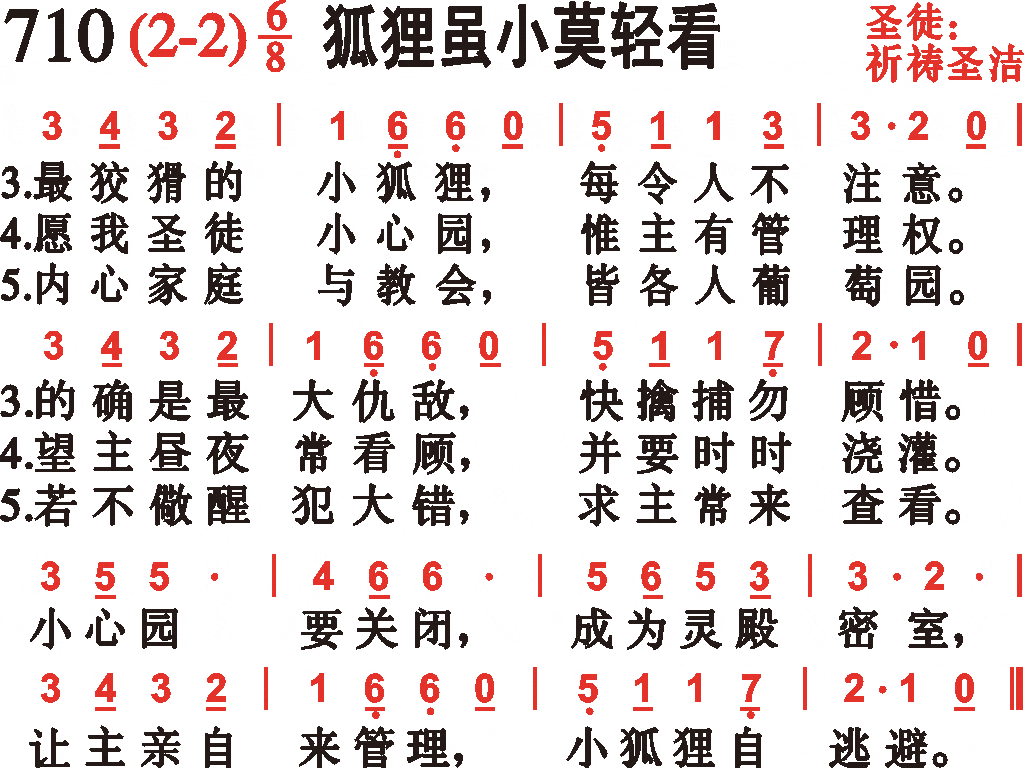 710 (2-2) 6/8 狐狸虽小莫轻看 圣徒：
祈祷圣洁
3 4 3 2 | 1 6 6 0 | 5 1 1 3 | 3·2 0 |
3.最狡猾的 小狐狸， 每令人不 注意。
4.愿我圣徒 小心园， 惟主有管 理权。
5.内心家庭 与教会， 皆各人葡 萄园。
3 4 3 2 | 1 6 6 0 | 5 1 1 7 | 2·1 0 |
3.的确是最 大仇敌， 快擒捕勿 顾惜。
4.望主昼夜 常看顾， 并要时时 浇灌。
5.若不儆醒 犯大错， 求主常来 查看。
3 5 5 · | 4 6 6 · | 5 6 5 3 | 3·2·|
小心园 要关闭， 成为灵殿 密室，
3 4 3 2 | 1 6 6 0 | 5 1 1 7 | 2·1 0 ‖
让主亲自 来管理， 小狐狸自 逃避。